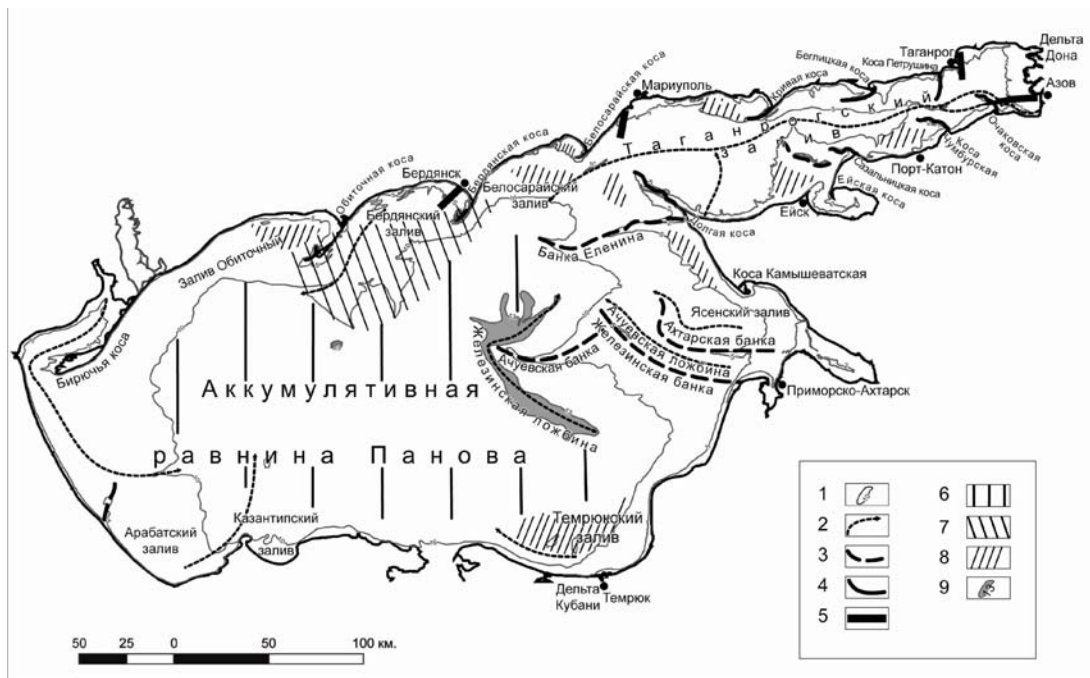 Дельта
Дона
Азов
Таганрог
Коса Петрушина
Беглицкая коса
Кривая коса
Мариуполь
Белосарайская коса
Таганрогский
залив
Очаковская
коса
Коса
Чумбурская
Порт-Катон
Сазальницкая коса
Ейская коса
Ейск
Долгая коса
Бердянская коса
Бердянск
Обиточная коса
Белосарайский
залив
Бердянский
залив
Залив Обиточный
Банка Еленина
Коса Камышеватская
Ясенский залив
Ахтарская банка
Ачуевская ложбина
Железинская банка
Ачуевская банка
Железинская ложбина
Приморско-Ахтарск
Бирючья коса
Аккумулятивная
равнина Панова
Арабатский
залив
Казантипский
залив
Темрюкский
залив
Дельта
Кубани
Темрюк
1
2
3
4
5
6
7
8
9
50 25 0 50 100 км.